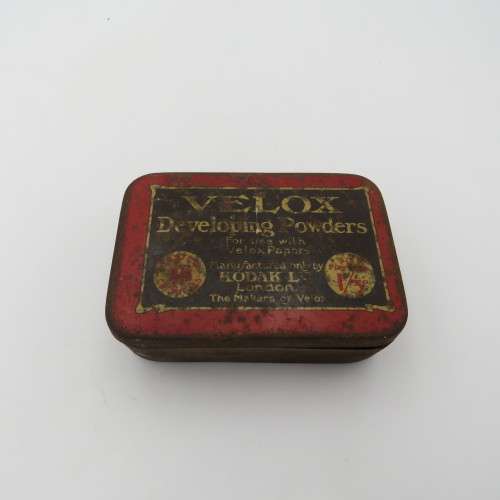 VELOX
Developing Powders
For use with
Velox Papers
Manufactured only by
KODAK Ld
London.
The Makers of Velox